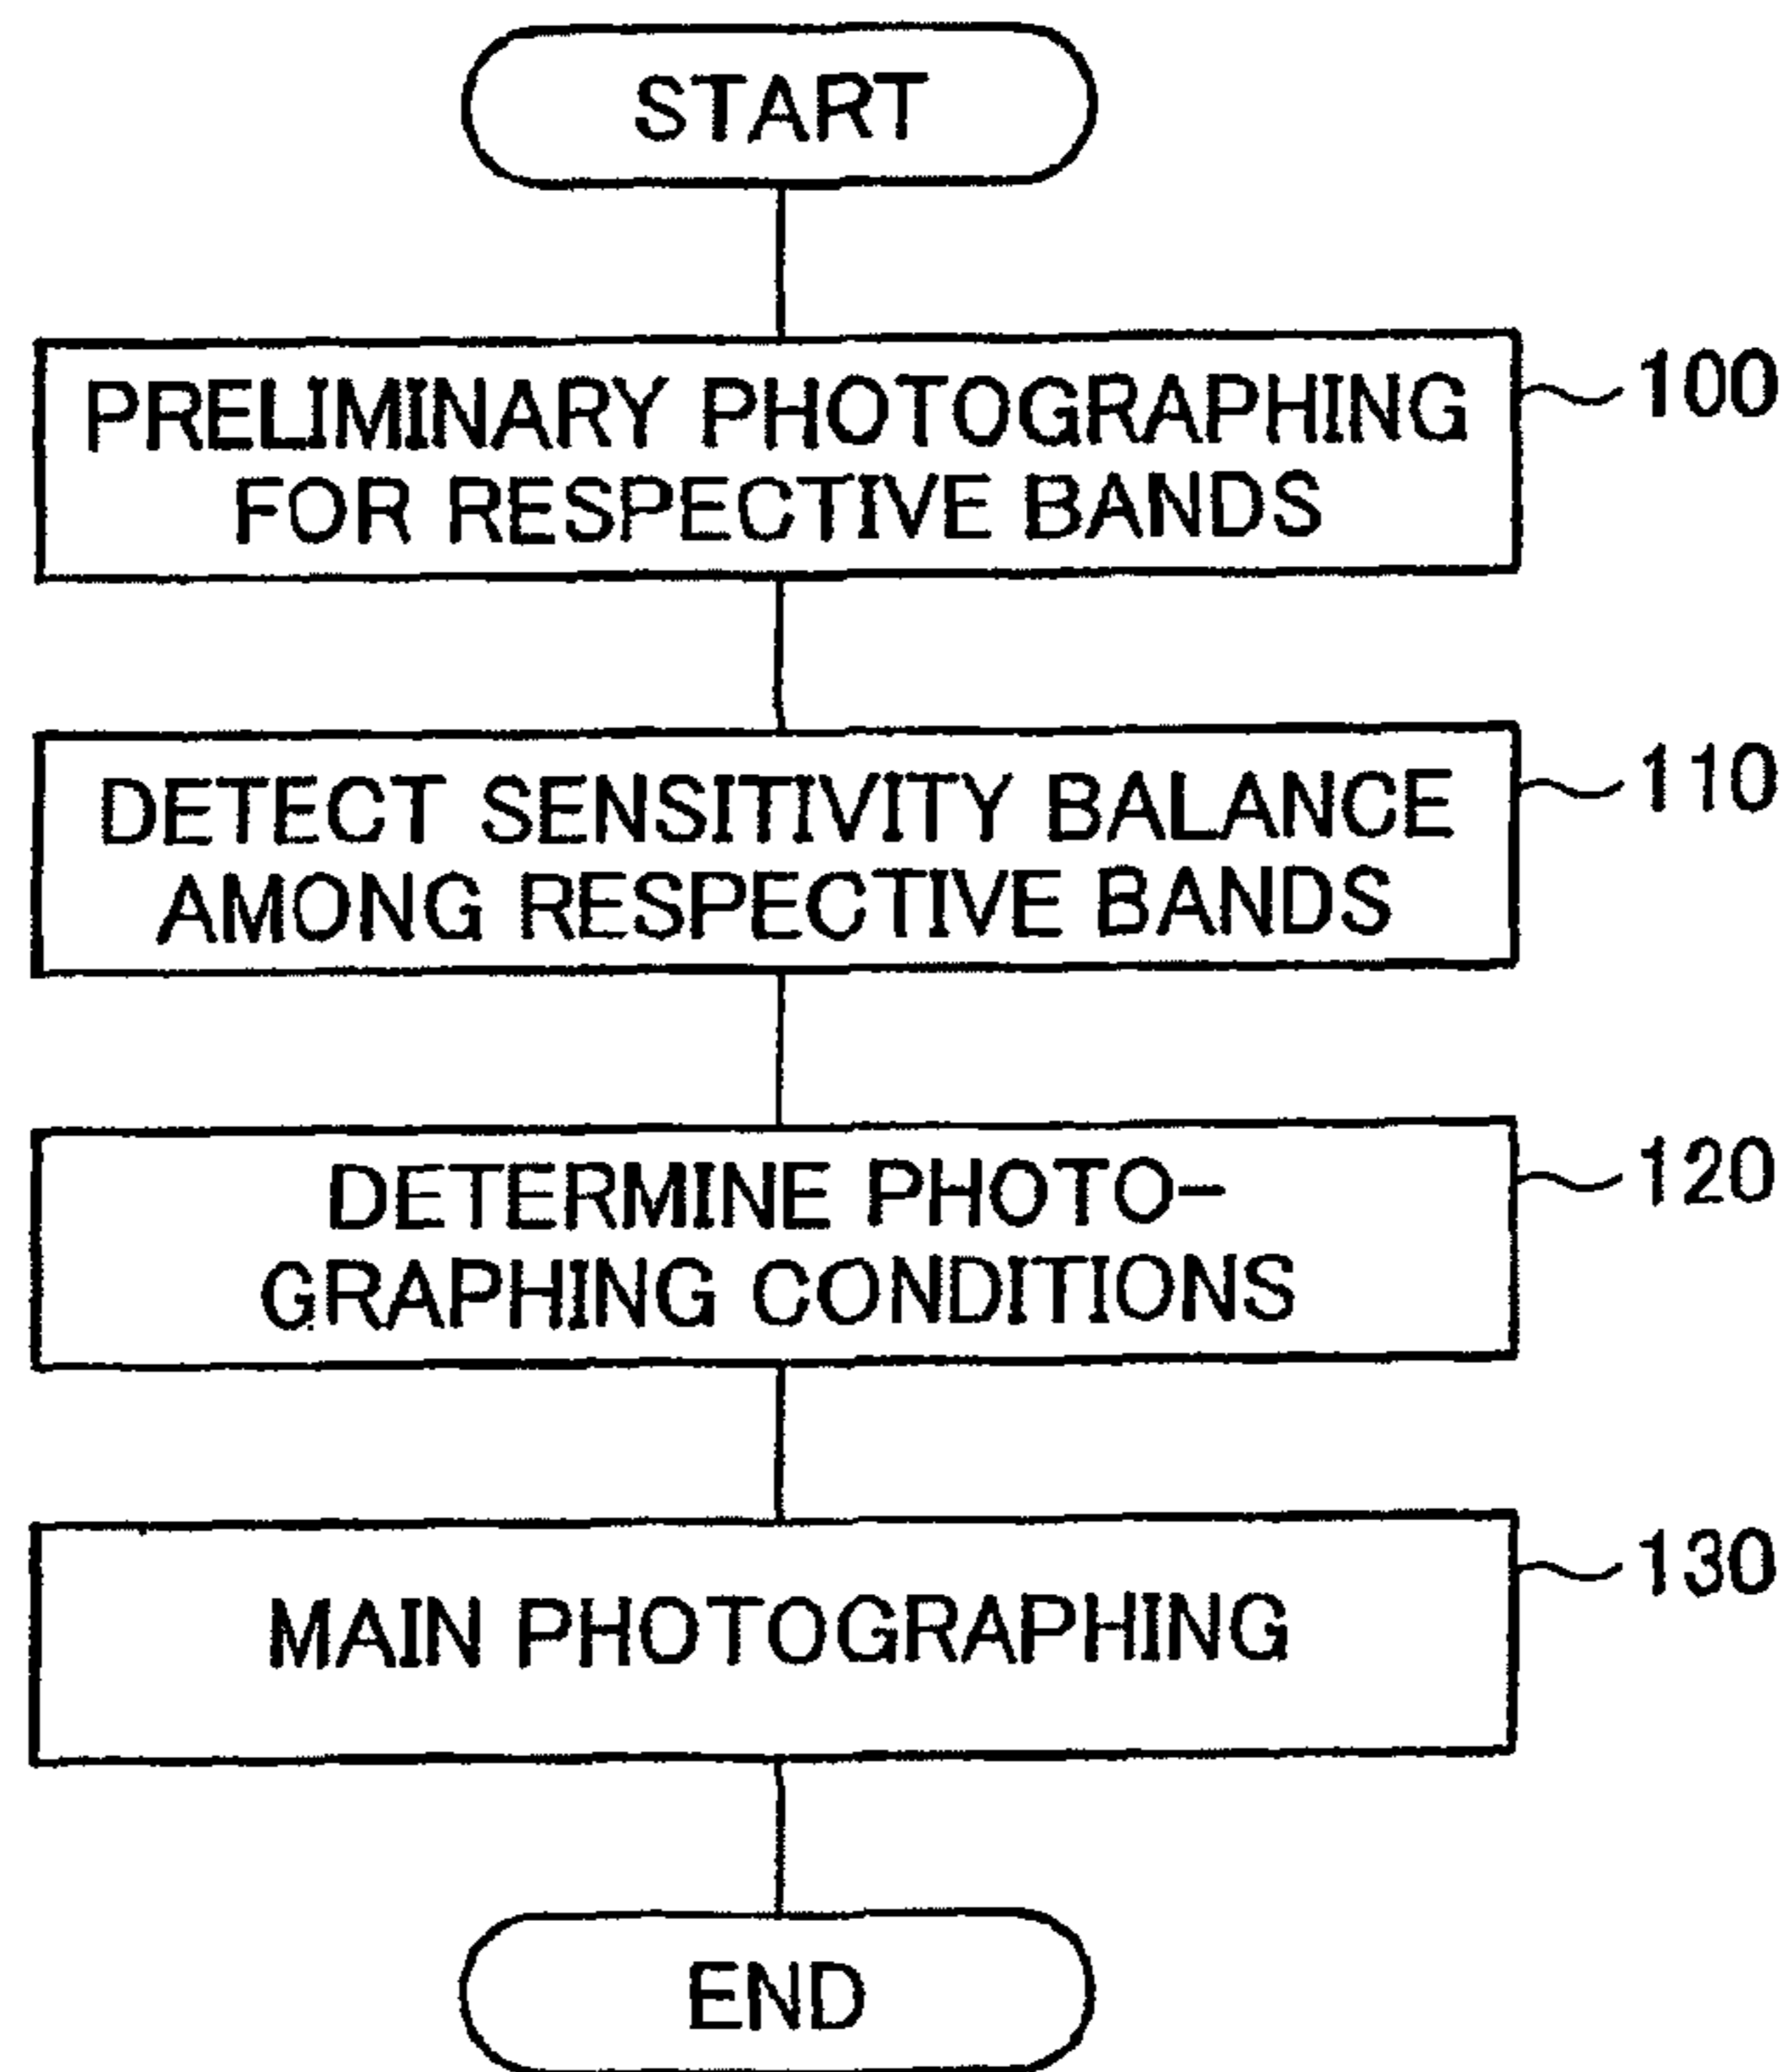 START
PRELIMINARY PHOTOGRAPHING
FOR RESPECTIVE BANDS
100
DETECT SENSITIVITY BALANCE
AMONG RESPECTIVE BANDS
110
DETERMINE PHOTO-
GRAPHING CONDITIONS
120
MAIN PHOTOGRAPHING
130
END